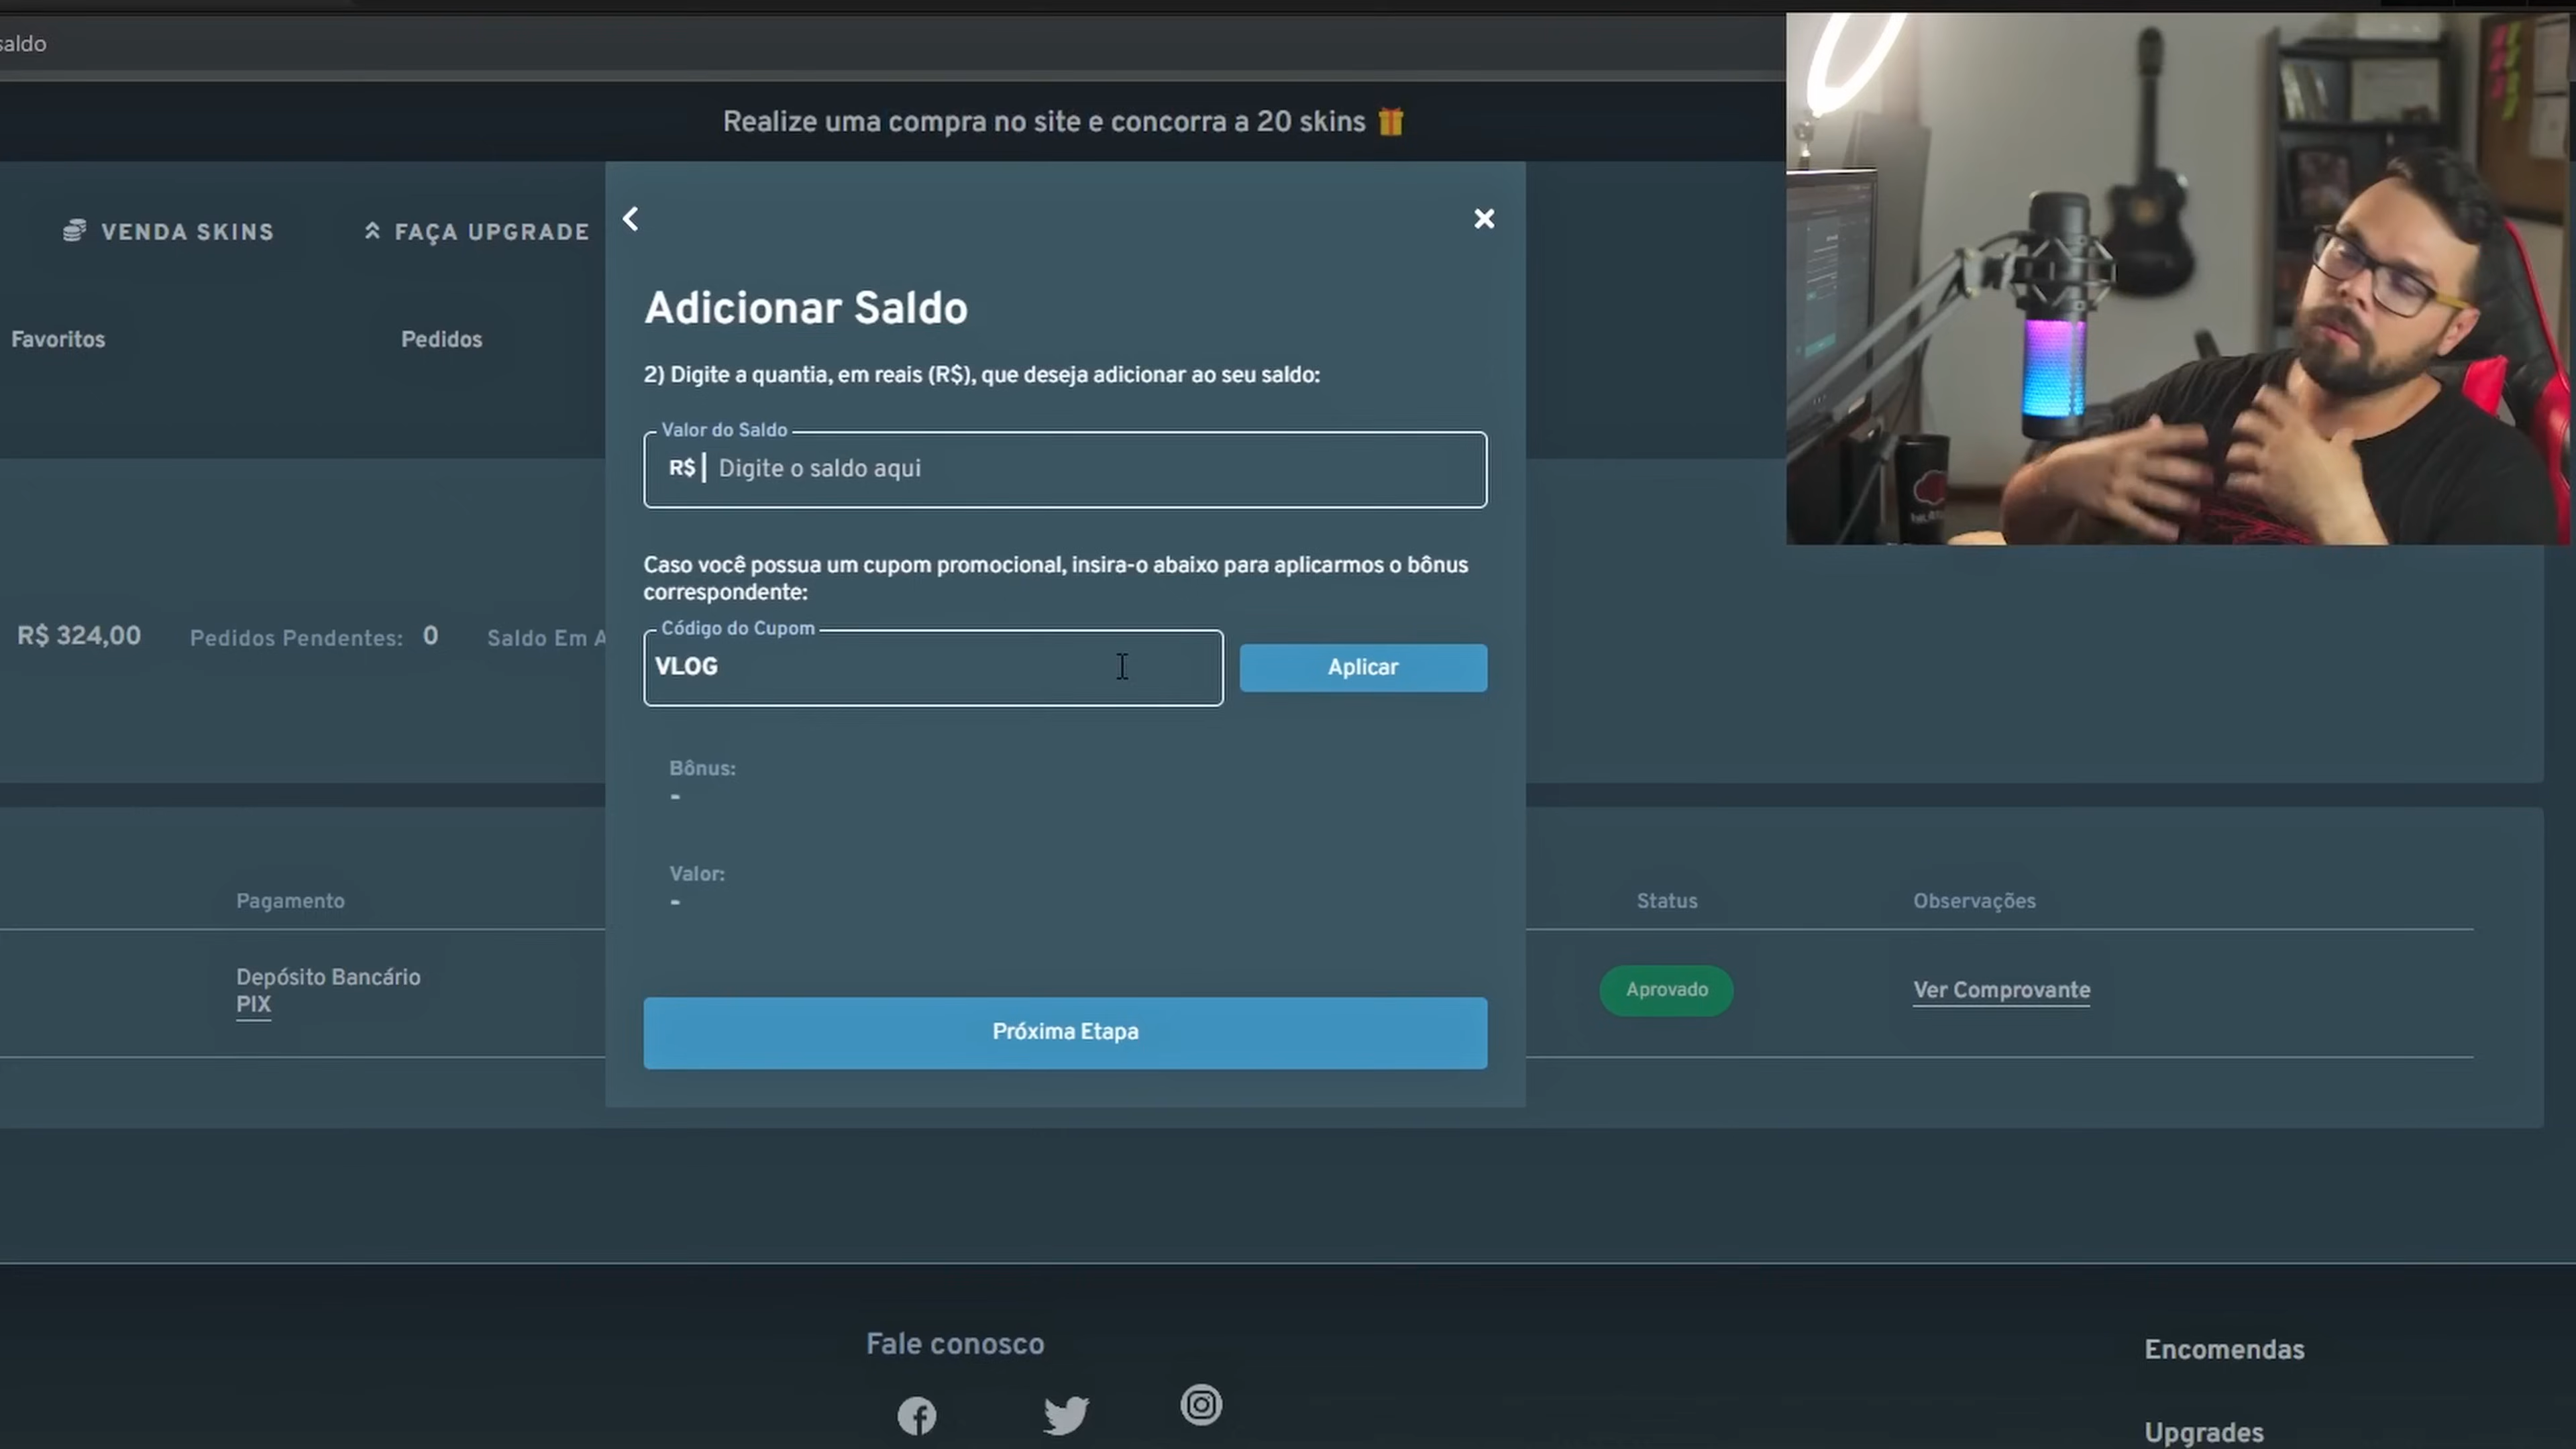 saldo
Realize uma compra no site e concorra a 20 skins
VENDA SKINS
FAÇA UPGRADE
Favoritos
Pedidos
Adicionar Saldo
2) Digite a quantia, em reais (R$), que deseja adicionar ao seu saldo:
Valor do Saldo
R$ Digite o saldo aqui
Caso você possua um cupom promocional, insira-o abaixo para aplicarmos o bônus
correspondente:
Código do Cupom
VLOG
Aplicar
R$ 324,00
Pedidos Pendentes: 0
Saldo Em A
Bônus:
-
Valor:
-
Próxima Etapa
Pagamento
Status
Observações
Depósito Bancário
PIX
Aprovado
Ver Comprovante
Fale conosco
Encomendas
Upgrades